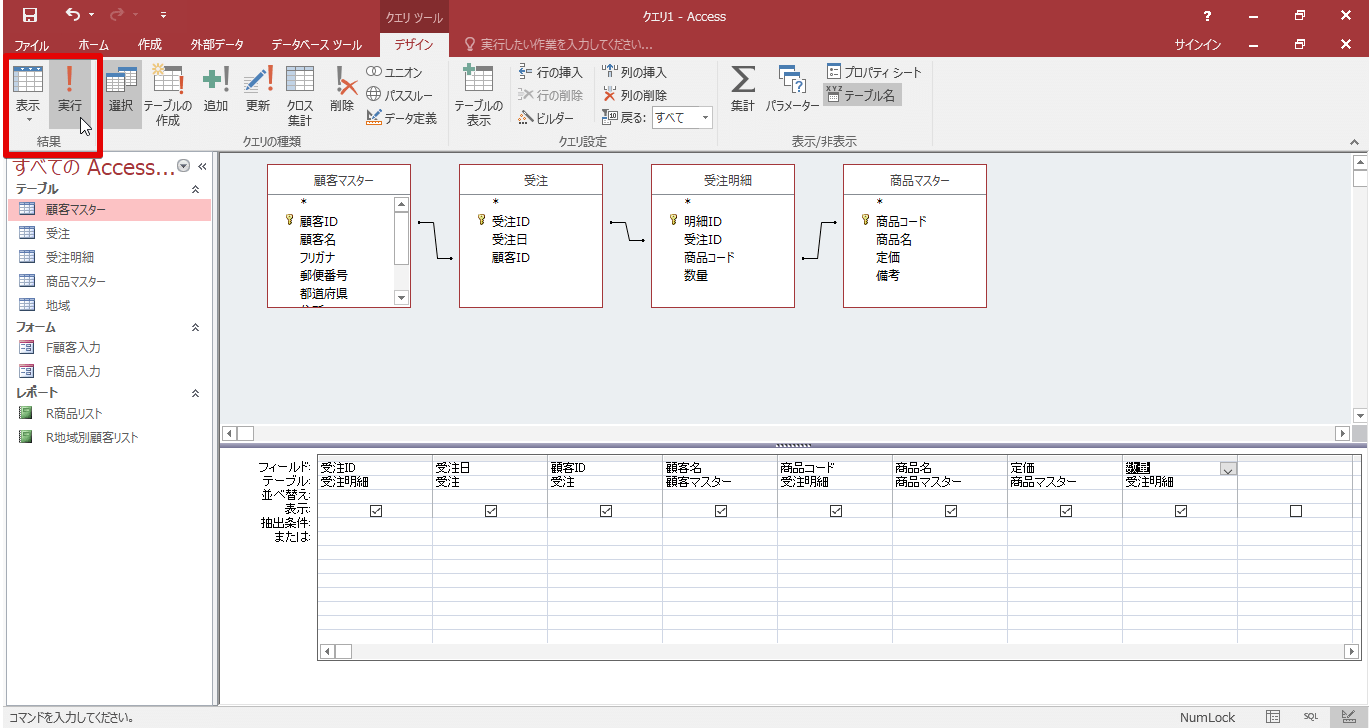 クエリ ツール
クエリ1 - Access
?
ファイル ホーム 作成 外部データ データベース ツール デザイン 実行したい作業を入力してください... サインイン
表示 実行 選択 テーブルの作成 追加 更新 クロス集計 削除
ユニオン
パススルー
データ定義
テーブルの表示
行の挿入
行の削除
ビルダー
列の挿入
列の削除
戻る: すべて
集計 パラメーター
プロパティ シート
XYZ テーブル名
結果 クエリの種類 クエリ設定 表示/非表示
すべての Access...
テーブル
顧客マスター
受注
受注明細
商品マスター
地域
フォーム
F顧客入力
F商品入力
レポート
R商品リスト
R地域別顧客リスト
顧客マスター
*
顧客ID
顧客名
フリガナ
郵便番号
都道府県
受注
*
受注ID
受注日
顧客ID
受注明細
*
明細ID
受注ID
商品コード
数量
商品マスター
*
商品コード
商品名
定価
備考
フィールド: 受注ID 受注日 顧客ID 顧客名 商品コード 商品名 定価 数量
テーブル: 受注明細 受注 受注 顧客マスター 受注明細 商品マスター 商品マスター 受注明細
並べ替え:
表示:
抽出条件:
または:
コマンドを入力してください。
NumLock
SQL